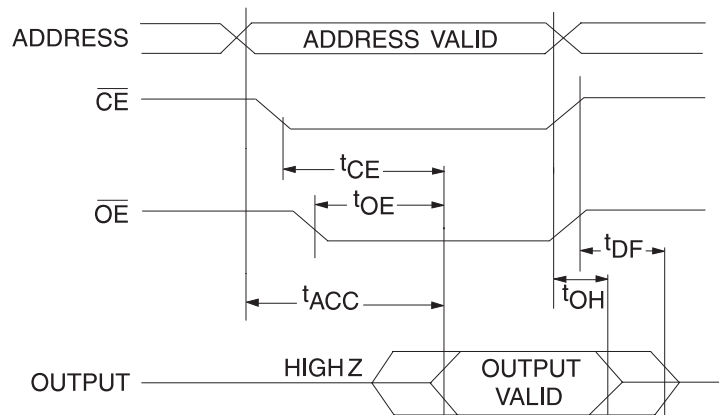 ADDRESS
ADDRESS VALID
CE
tCE
OE
tOE
tDF
tACC
tOH
HIGH Z
OUTPUT
OUTPUT
VALID